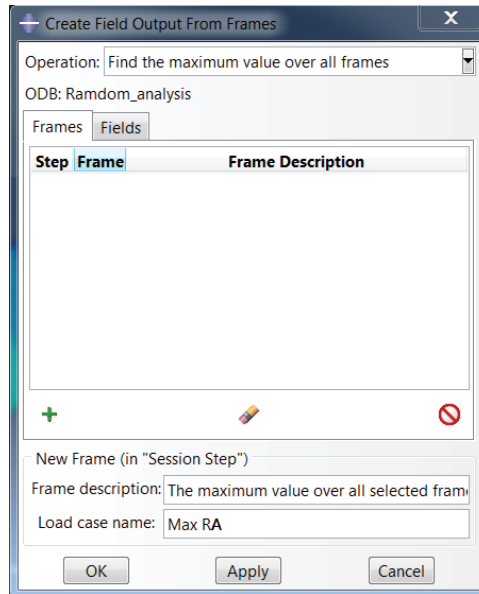 Create Field Output From Frames X
Operation: Find the maximum value over all frames
ODB: Ramdom_analysis
Frames Fields
Step Frame Frame Description
New Frame (in "Session Step")
Frame description: The maximum value over all selected fram
Load case name: Max RA
OK Apply Cancel